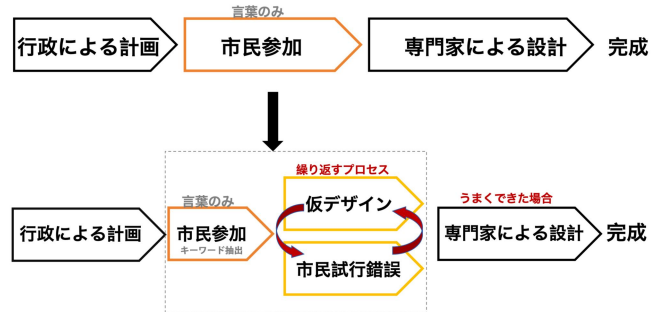 言葉のみ
行政による計画
市民参加
専門家による設計
完成
繰り返すプロセス
言葉のみ
仮デザイン
うまくできた場合
行政による計画
市民参加
キーワード抽出
専門家による設計
完成
市民試行錯誤